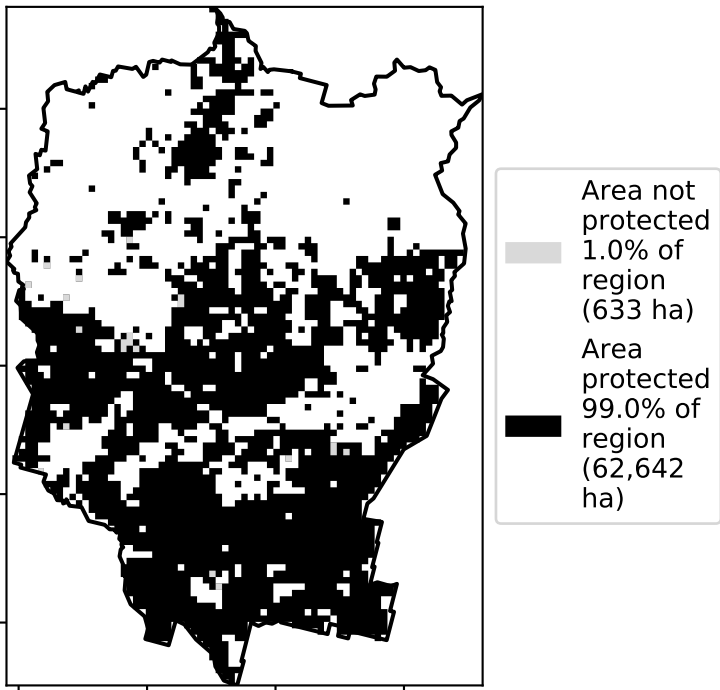 Area not
protected
1.0% of
region
(633 ha)
Area
protected
99.0% of
region
(62,642
ha)